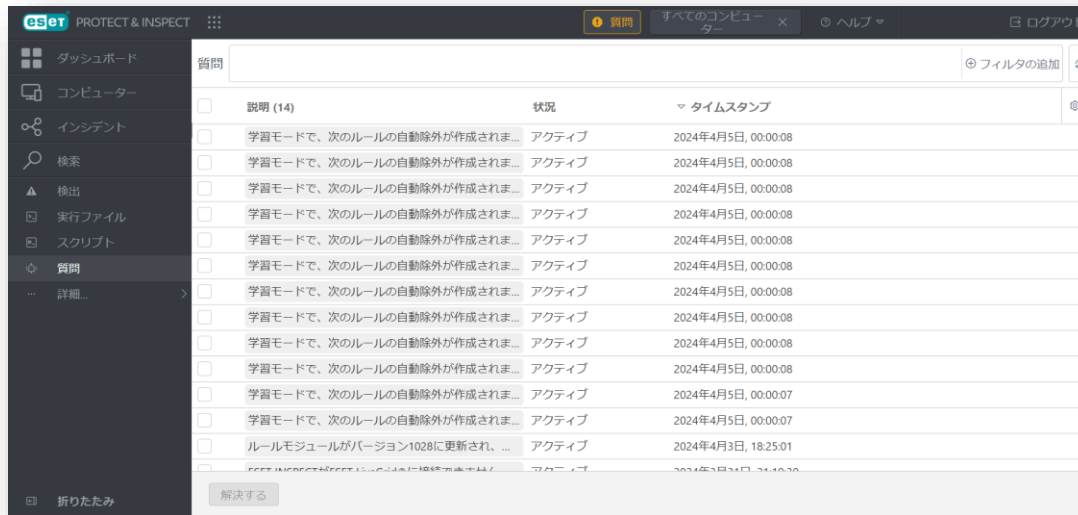 eset PROTECT & INSPECT
質問
すべてのコンピュー
ター
ヘルプ
ログアウト
ダッシュボード
コンピューター
インシデント
検索
検出
実行ファイル
スクリプト
質問
詳細...
折りたたみ
質問
フィルタの追加
説明 (14) 状況 タイムスタンプ
学習モードで、次のルールの自動除外が作成されま... アクティブ 2024年4月5日, 00:00:08
学習モードで、次のルールの自動除外が作成されま... アクティブ 2024年4月5日, 00:00:08
学習モードで、次のルールの自動除外が作成されま... アクティブ 2024年4月5日, 00:00:08
学習モードで、次のルールの自動除外が作成されま... アクティブ 2024年4月5日, 00:00:08
学習モードで、次のルールの自動除外が作成されま... アクティブ 2024年4月5日, 00:00:08
学習モードで、次のルールの自動除外が作成されま... アクティブ 2024年4月5日, 00:00:08
学習モードで、次のルールの自動除外が作成されま... アクティブ 2024年4月5日, 00:00:08
学習モードで、次のルールの自動除外が作成されま... アクティブ 2024年4月5日, 00:00:08
学習モードで、次のルールの自動除外が作成されま... アクティブ 2024年4月5日, 00:00:08
学習モードで、次のルールの自動除外が作成されま... アクティブ 2024年4月5日, 00:00:08
学習モードで、次のルールの自動除外が作成されま... アクティブ 2024年4月5日, 00:00:07
学習モードで、次のルールの自動除外が作成されま... アクティブ 2024年4月5日, 00:00:07
ルールモジュールがバージョン1028に更新され、... アクティブ 2024年4月3日, 18:25:01
解決する